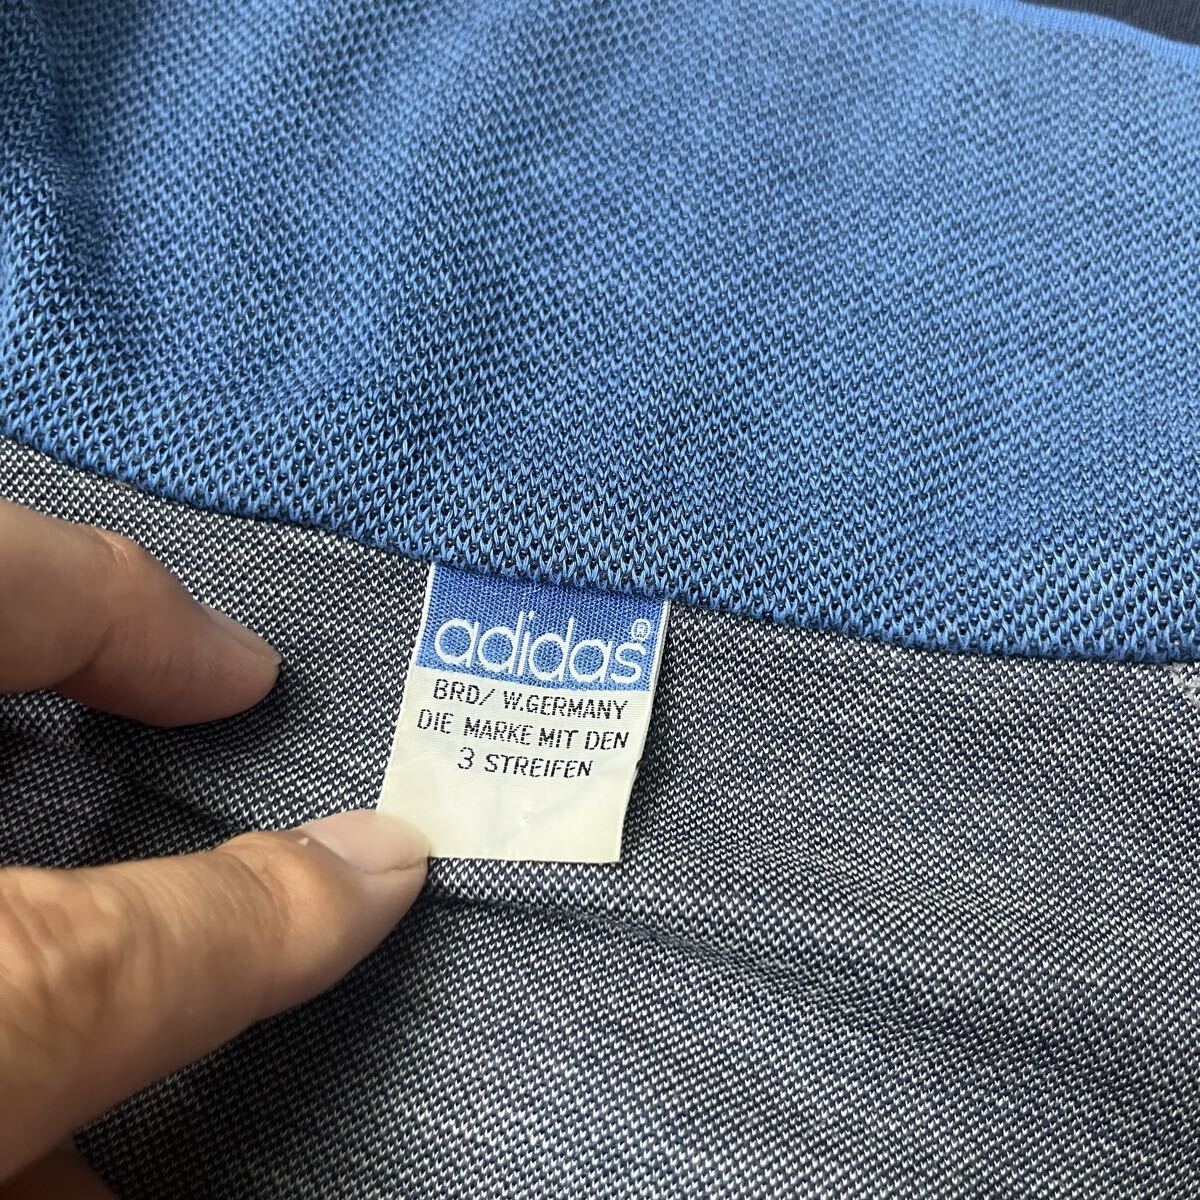 adidas®
BRD/ W.GERMANY
DIE MARKE MIT DEN
3 STREIFEN